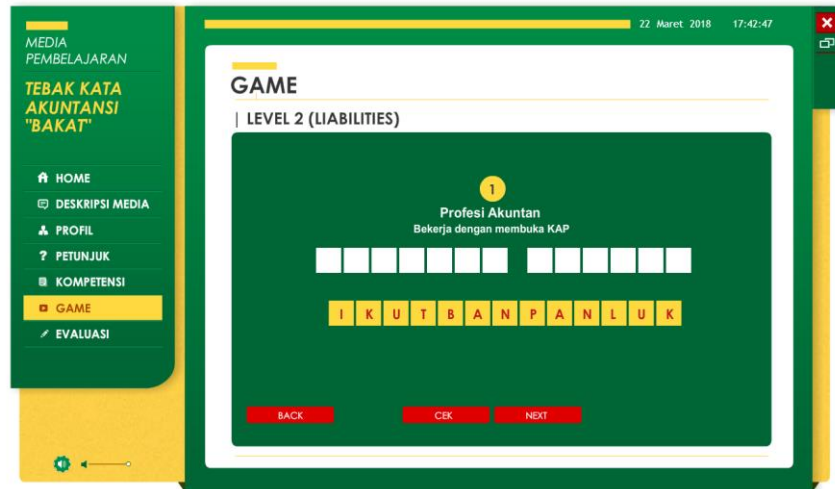 22 Maret 2018 17:42:47
MEDIA
PEMBELAJARAN
TEBAK KATA
AKUNTANSI
"BAKAT"
HOME
DESKRIPSI MEDIA
PROFIL
PETUNJUK
KOMPETENSI
GAME
EVALUASI
GAME
| LEVEL 2 (LIABILITIES)
1
Profesi Akuntan
Bekerja dengan membuka KAP
I K U T B A N P A N L U K
BACK CEK NEXT